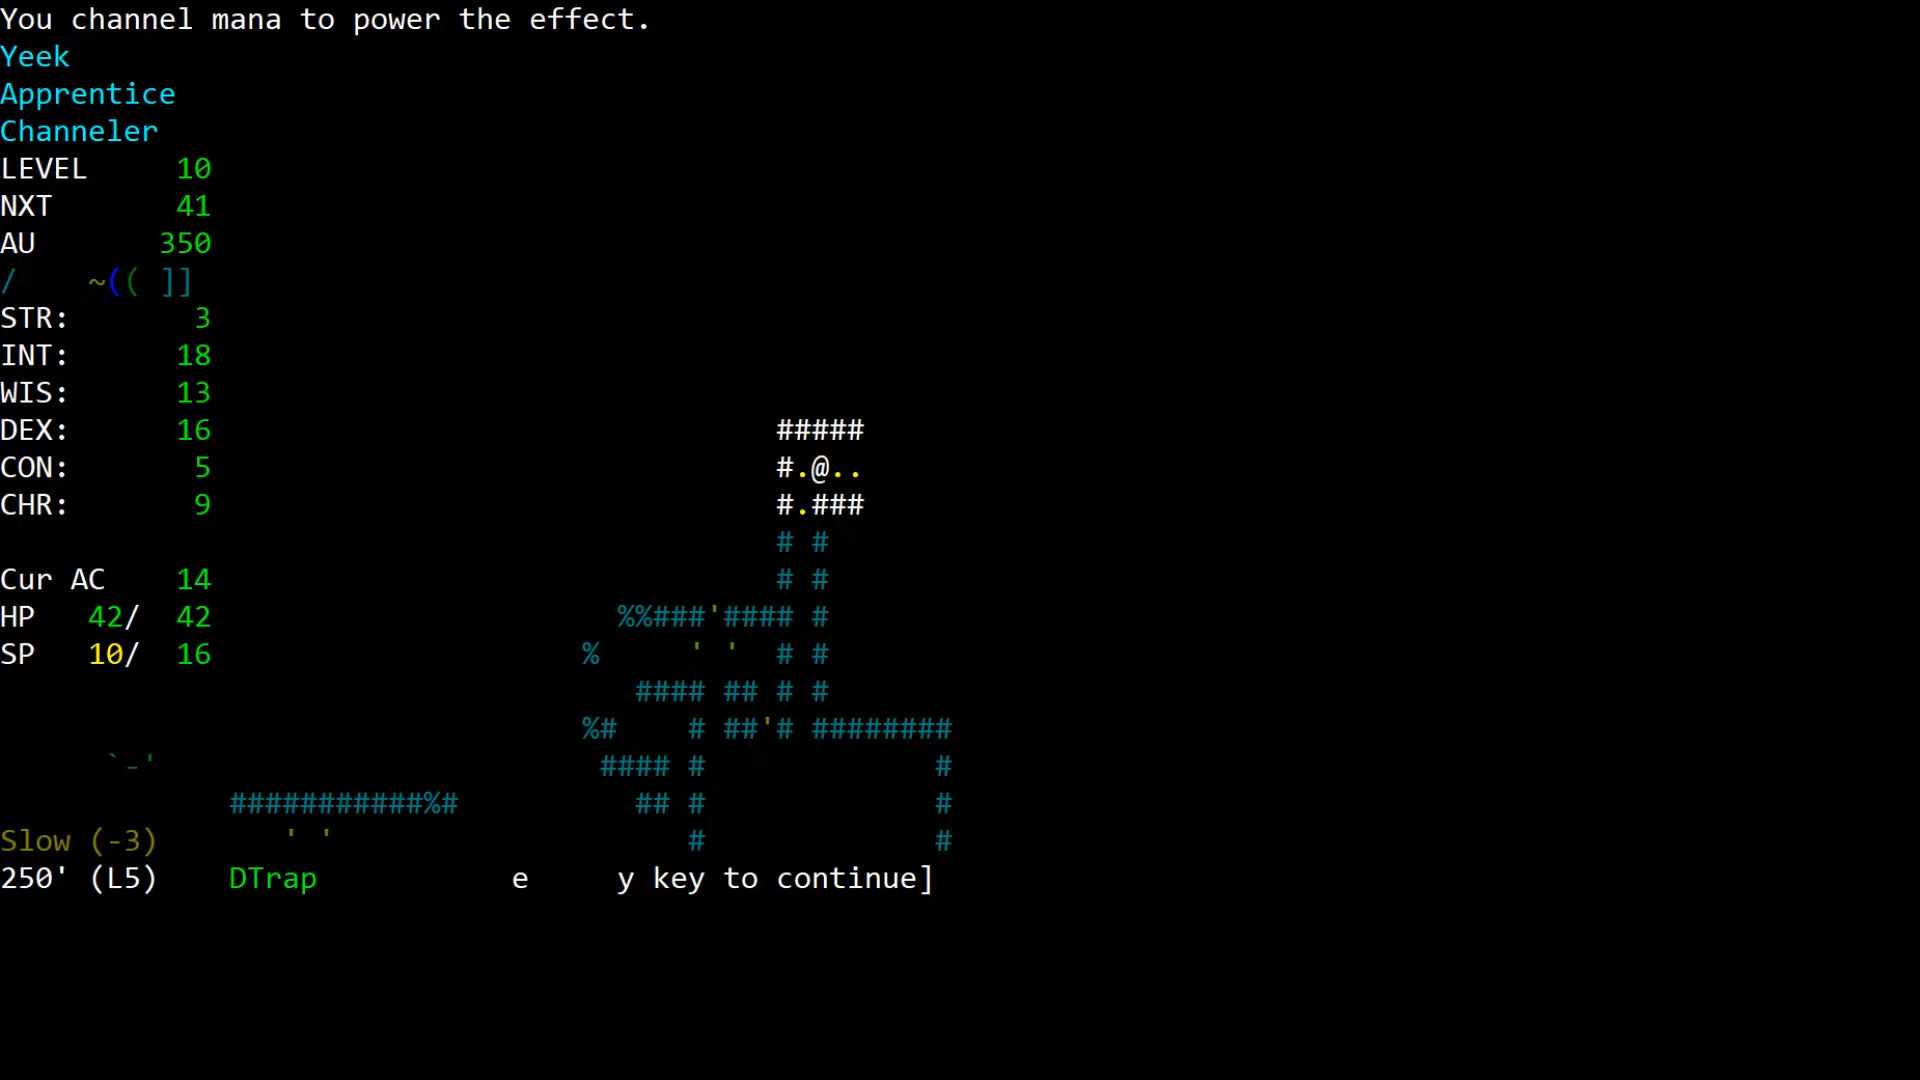 You channel mana to power the effect.
Yeek
Apprentice
Channeler
LEVEL 10
NXT 41
AU 350
/ ~(( ]]
STR: 3
INT: 18
WIS: 13
DEX: 16
#####
CON: 5
#.@..
CHR: 9
#.###
# #
Cur AC 14
# #
HP 42/ 42
%%###'#### #
SP 10/ 16
% ' ' # #
#### ## # #
%# # ##'# ########
`-'
#### # #
###########%#
## # #
Slow (-3)
' '
# #
250' (L5) DTrap e y key to continue]